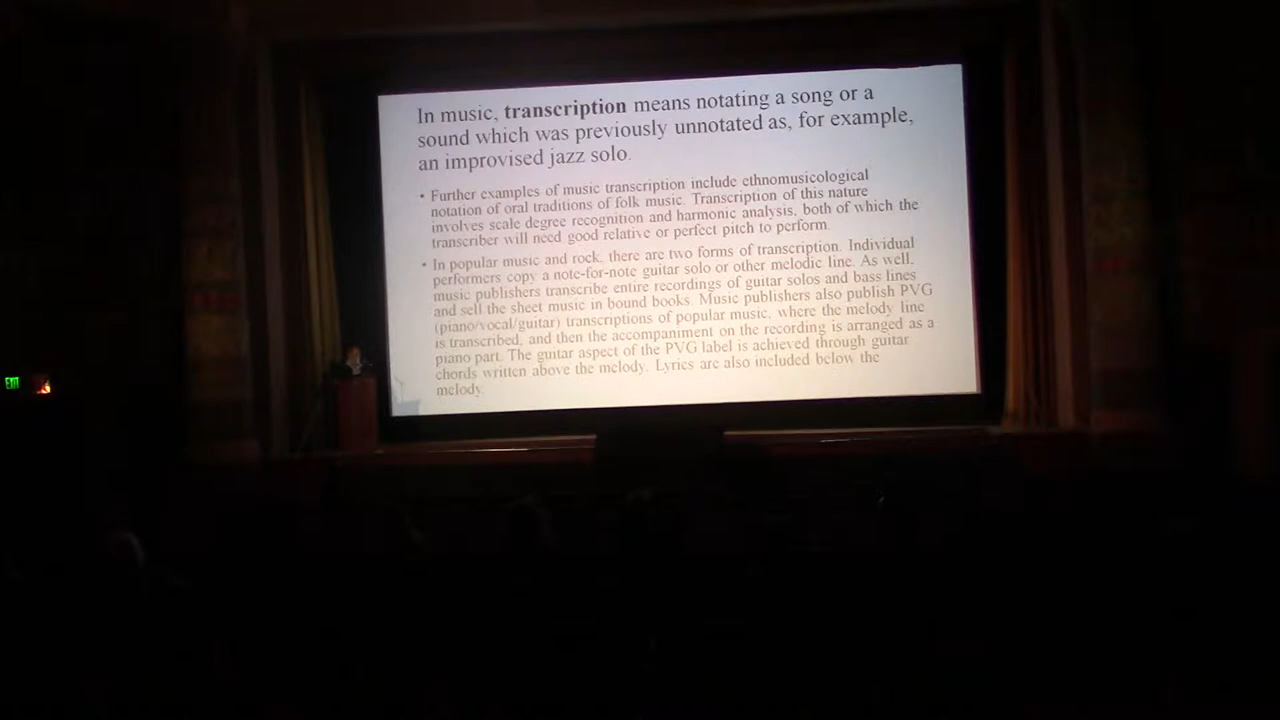 In music, transcription means notating a song or a
sound which was previously unnotated as, for example,
an improvised jazz solo.
• Further examples of music transcription include ethnomusicological
notation of oral traditions of folk music. Transcription of this nature
involves scale degree recognition and harmonic analysis, both of which the
transcriber will need good relative or perfect pitch to perform.
• In popular music and rock, there are two forms of transcription. Individual
performers copy a note-for-note guitar solo or other melodic line. As well,
music publishers transcribe entire recordings of guitar solos and bass lines
and sell the sheet music in bound books. Music publishers also publish PVG
(piano/vocal/guitar) transcriptions of popular music, where the melody line
is transcribed, and then the accompaniment on the recording is arranged as a
piano part. The guitar aspect of the PVG label is achieved through guitar
chords written above the melody. Lyrics are also included below the
melody.
EXIT